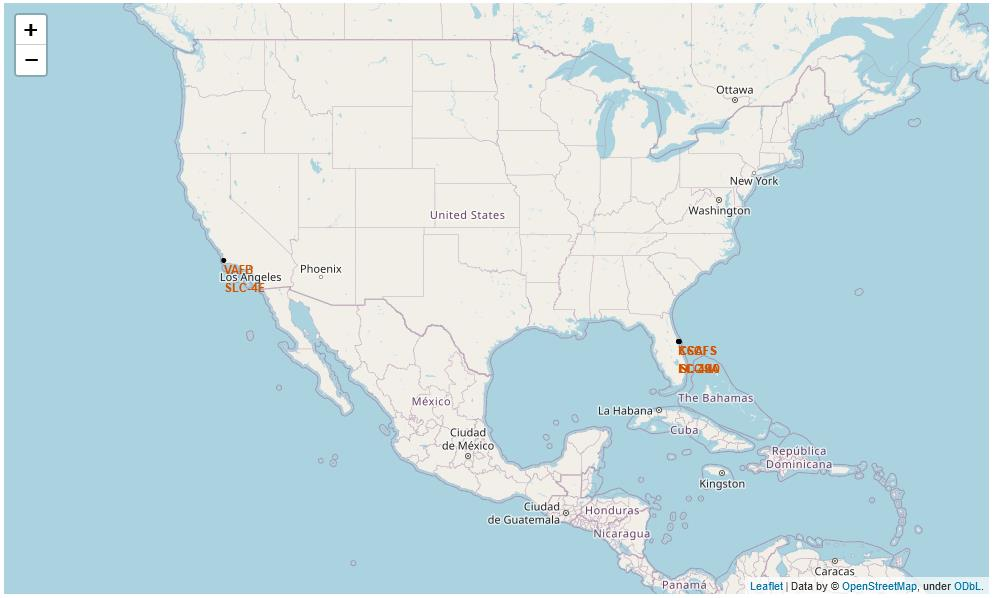 +
−
Ottawa
New York
Washington
United States
VAFB
Los Angeles
SLC-4E
Phoenix
México
Ciudad
de México
La Habana
The Bahamas
Cuba
República
Dominicana
Kingston
Ciudad
de Guatemala
Honduras
Nicaragua
Panamá
Caracas
Leaflet | Data by © OpenStreetMap, under ODbL.